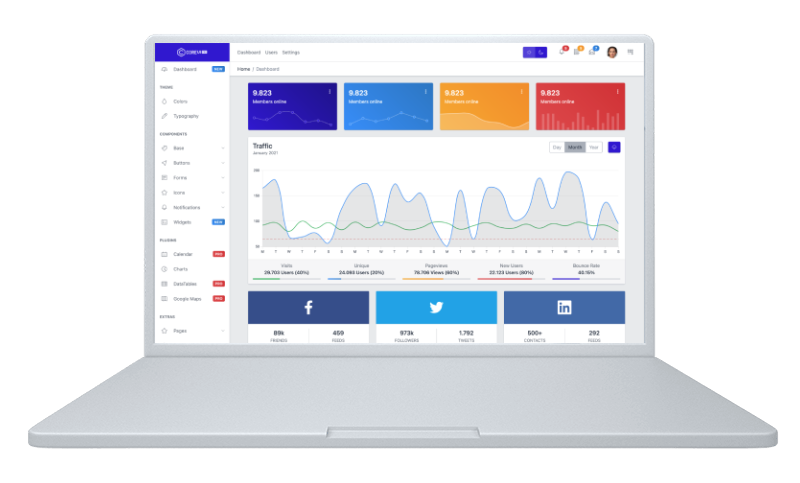 Dashboard Users Settings
Home / Dashboard
Dashboard NEW
THEME
Colors
Typography
COMPONENTS
Base
Buttons
Forms
Icons
Notifications
Widgets NEW
PLUGINS
Calendar PRO
Charts
DataTables PRO
Google Maps PRO
EXTRAS
Pages
9.823
Members online
9.823
Members online
9.823
Members online
9.823
Members online
Traffic
January 2021
Day Month Year
200
150
100
50
M T W T F S S M T W T F S S M T W T F S S M T W T F S S
Visits
29.703 Users (40%)
Unique
24.093 Users (20%)
Pageviews
78.706 Views (60%)
New Users
22.123 Users (80%)
Bounce Rate
40.15%
f
in
89k
FRIENDS
459
FEEDS
973k
FOLLOWERS
1.792
TWEETS
500+
CONTACTS
292
FEEDS